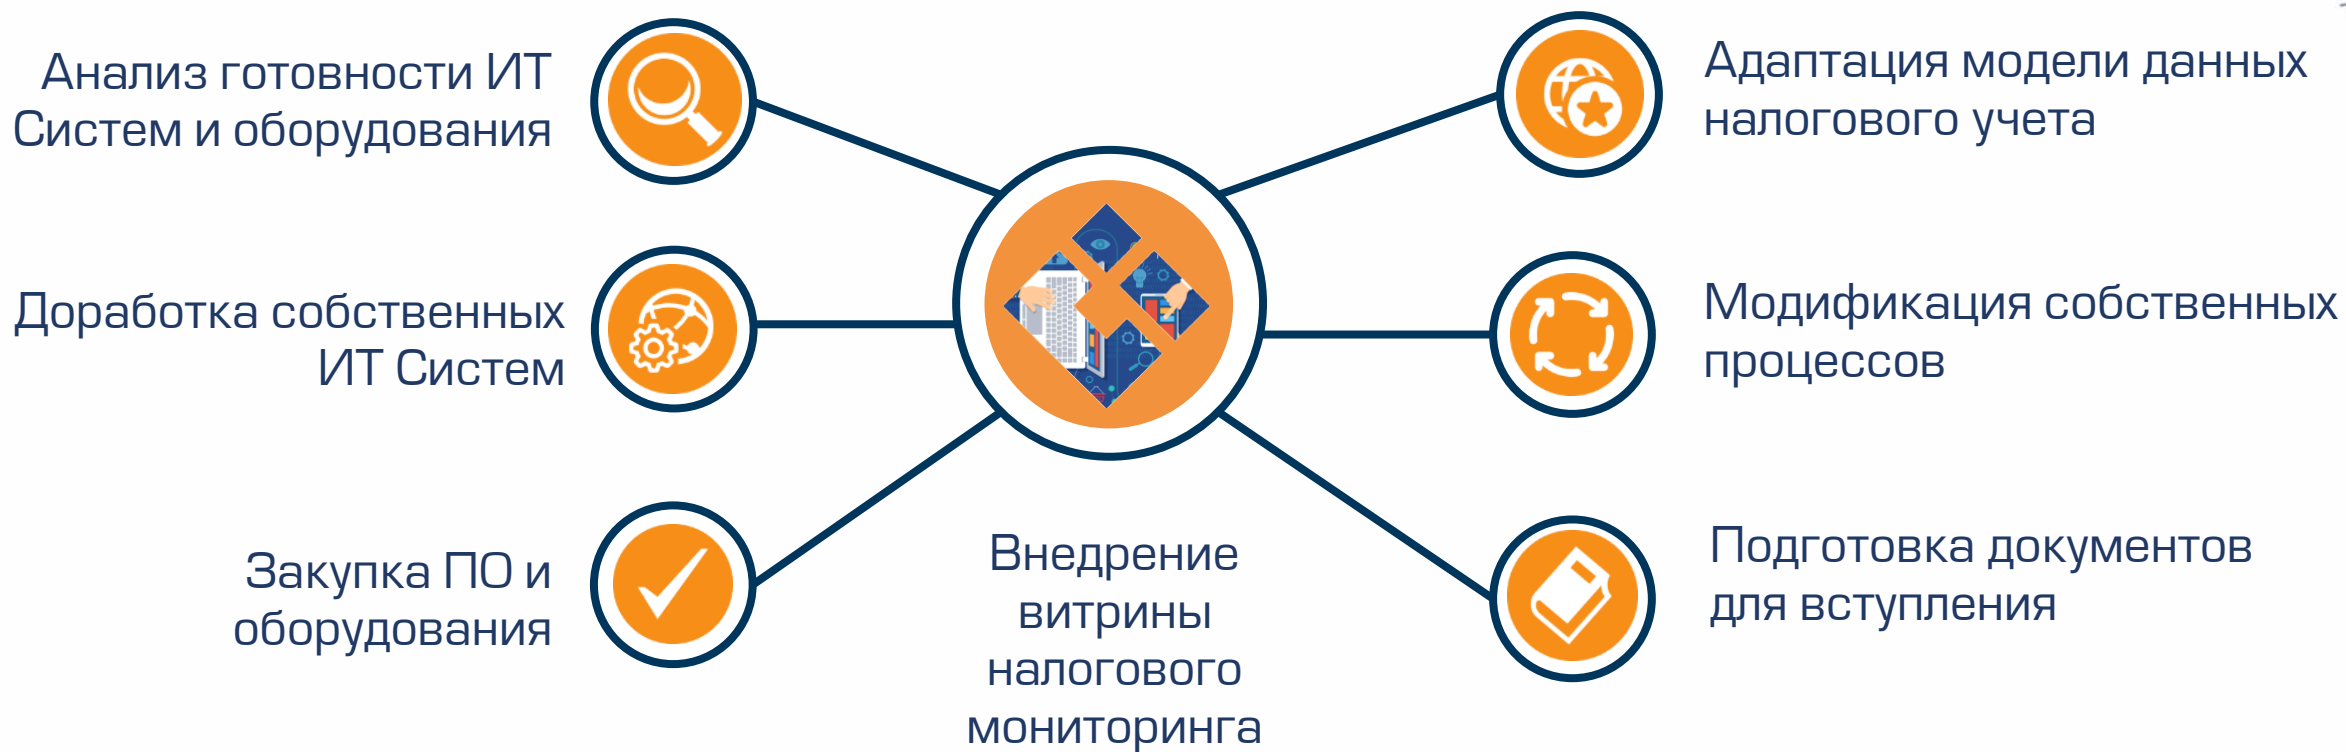 Анализ готовности ИТ
Систем и оборудования
Доработка собственных
ИТ Систем
Закупка ПО и
оборудования
Внедрение
витрины
налогового
мониторинга
Адаптация модели данных
налогового учета
Модификация собственных
процессов
Подготовка документов
для вступления